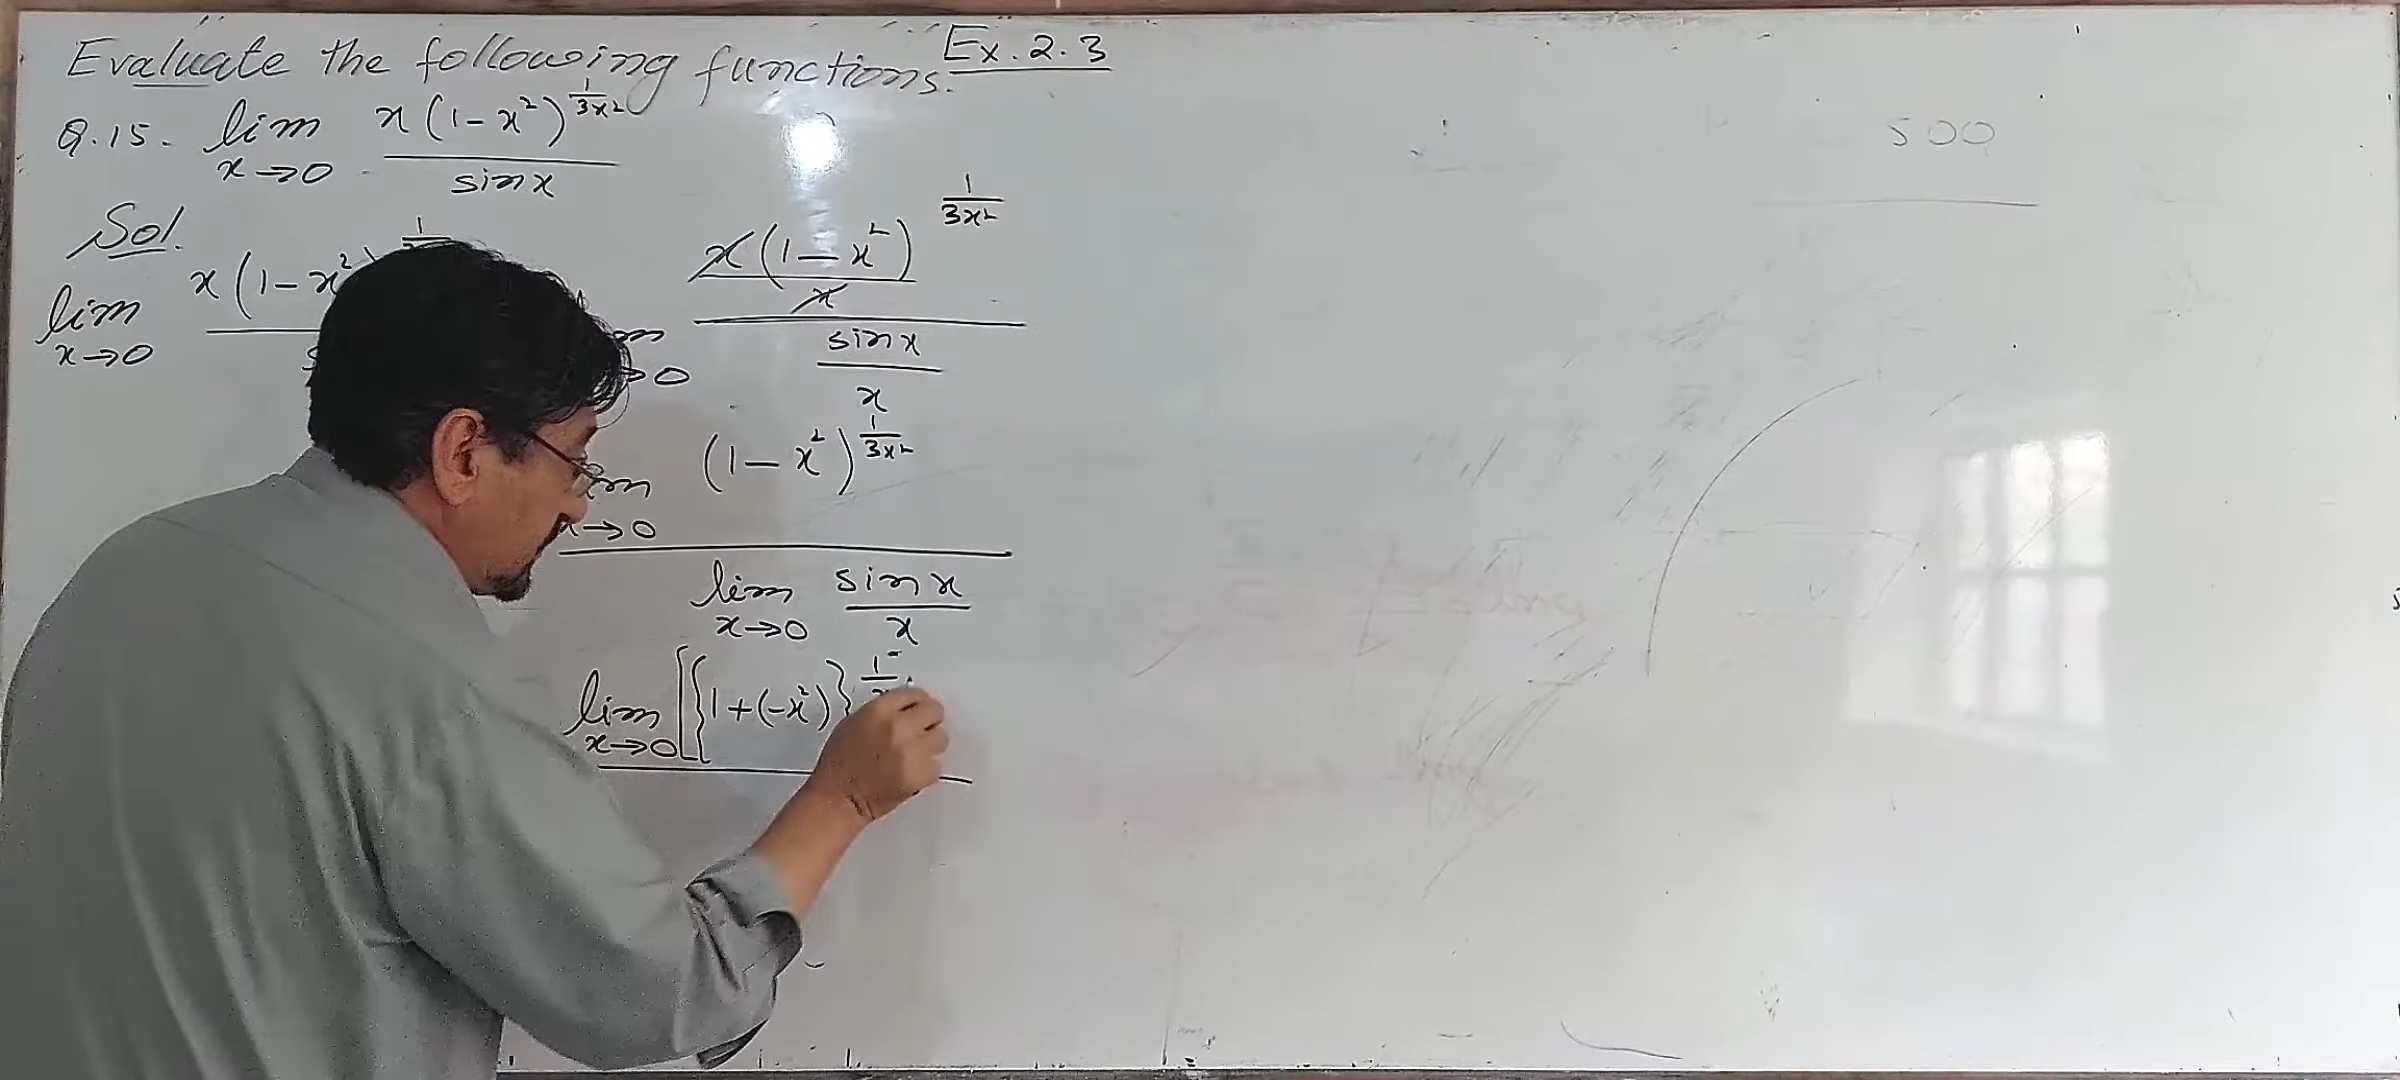 Evaluate the following functions. Ex. 2.3
Q.15. lim x→0 x(1-x²)^(1/3x²) / sinx
Sol.
lim x→0 x(1-x²
x(1-x²)^(1/3x²) / x
sinx / x
(1-x²)^(1/3x²)
x→0
lim x→0 sinx / x
lim x→0 [{1+(-x²)}
500